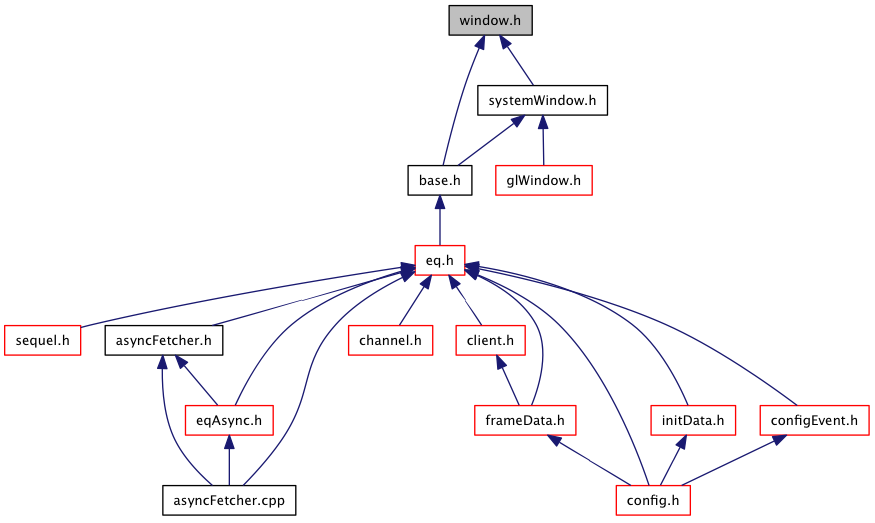 window.h
systemWindow.h
base.h
glWindow.h
eq.h
sequel.h
asyncFetcher.h
channel.h
client.h
eqAsync.h
frameData.h
initData.h
configEvent.h
asyncFetcher.cpp
config.h